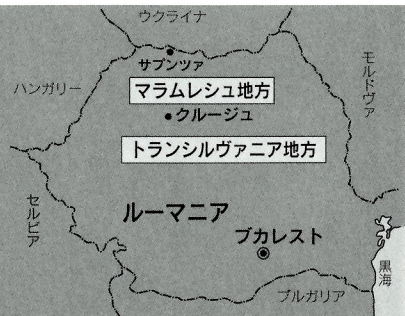 ウクライナ
サプンツァ
ハンガリー
モルドヴァ
マラムレシュ地方
クルージュ
トランシルヴァニア地方
セルビア
ルーマニア
ブカレスト
黒海
ブルガリア